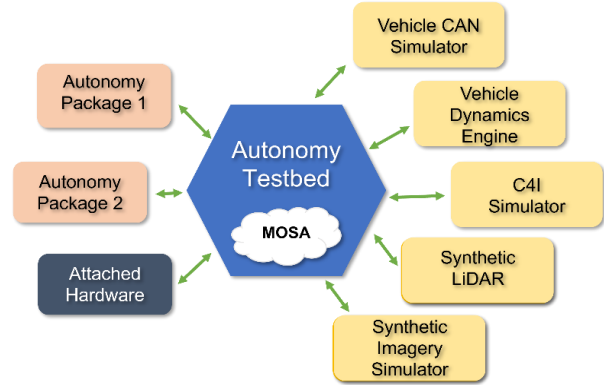 Vehicle CAN
Simulator
Autonomy
Package 1
Vehicle
Dynamics
Engine
Autonomy
Testbed
Autonomy
Package 2
C4I
Simulator
MOSA
Attached
Hardware
Synthetic
LiDAR
Synthetic
Imagery
Simulator